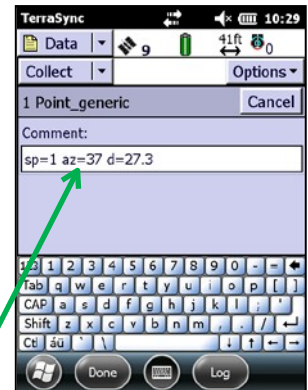 TerraSync 10:29
Data 9 41ft 0
Collect Options
1 Point_generic Cancel
Comment:
sp=1 az=37 d=27.3
123 1 2 3 4 5 6 7 8 9 0 - =
Tab q w e r t y u i o p [ ]
CAP a s d f g h j k l ; '
Shift z x c v b n m , . /
Ctl áü ` \
Done Log